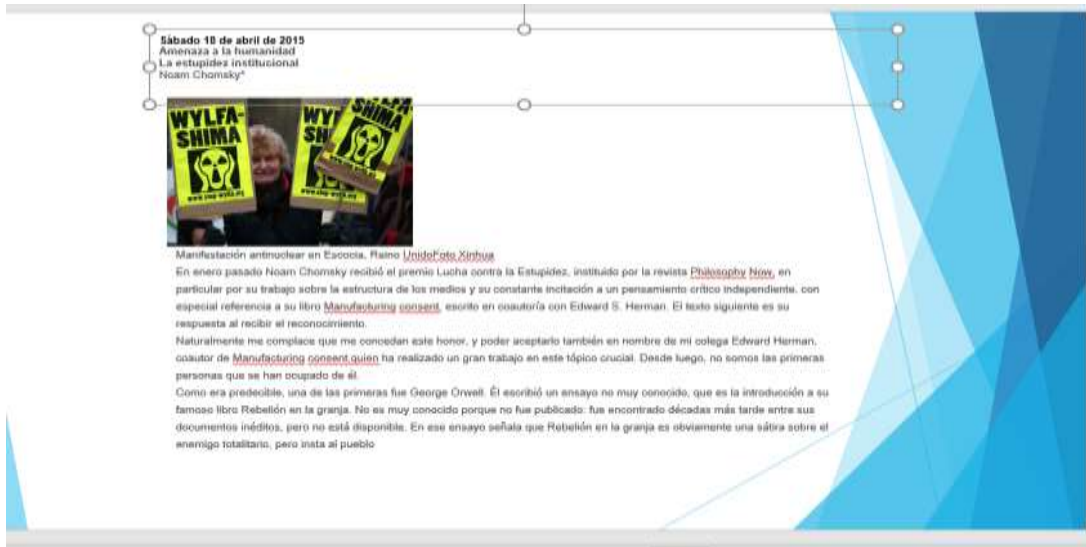 Sábado 18 de abril de 2015
Amenaza a la humanidad
La estupidez institucional
Noam Chomsky*
WYLFA-
SHIMA
www.stop-wylfa.org
WY
SH
SHIMA
Manifestación antinuclear en Escocia, Reino UnidoFoto Xinhua
En enero pasado Noam Chomsky recibió el premio Lucha contra la Estupidez, instituido por la revista Philosophy Now, en
particular por su trabajo sobre la estructura de los medios y su constante incitación a un pensamiento crítico independiente, con
especial referencia a su libro Manufacturing consent, escrito en coautoría con Edward S. Herman. El texto siguiente es su
respuesta al recibir el reconocimiento.
Naturalmente me complace que me concedan este honor, y poder aceptarlo también en nombre de mi colega Edward Herman,
coautor de Manufacturing consent,quien ha realizado un gran trabajo en este tópico crucial. Desde luego, no somos las primeras
personas que se han ocupado de él.
Como era predecible, una de las primeras fue George Orwell. Él escribió un ensayo no muy conocido, que es la introducción a su
famoso libro Rebelión en la granja. No es muy conocido porque no fue publicado: fue encontrado décadas más tarde entre sus
documentos inéditos, pero no está disponible. En ese ensayo señala que Rebelión en la granja es obviamente una sátira sobre el
enemigo totalitario, pero insta al pueblo